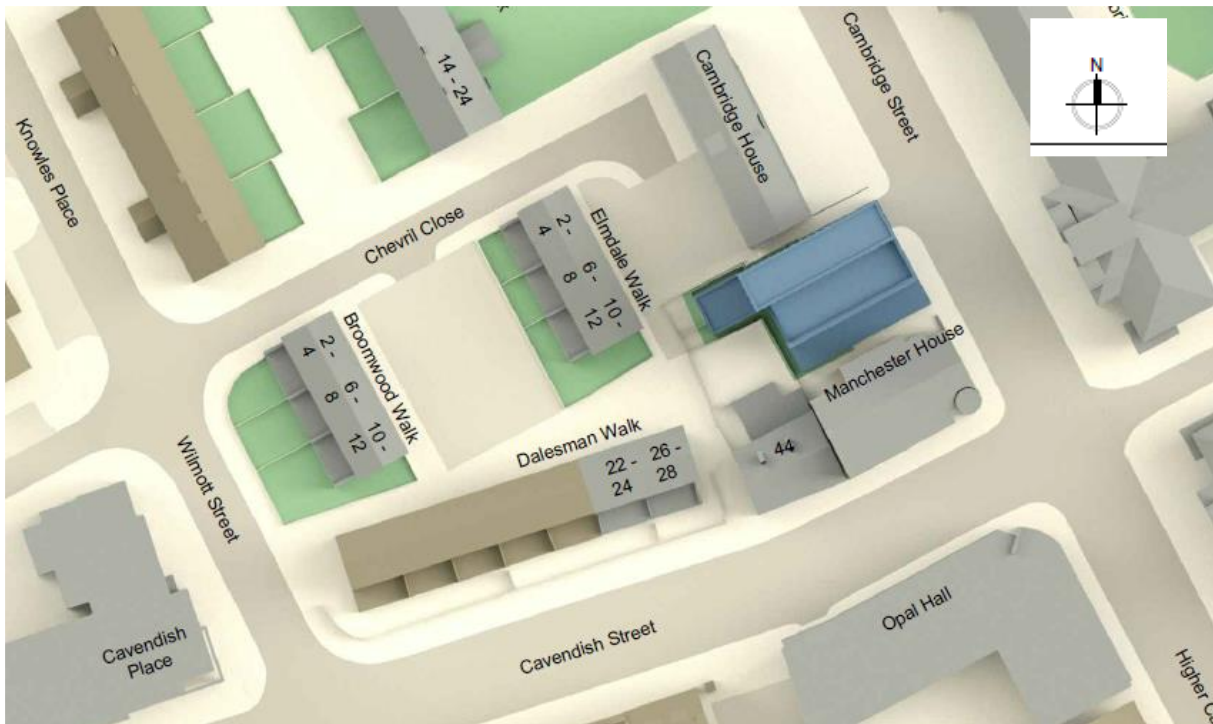 14 - 24
Cambridge House
Cambridge Street
N
Knowles Place
Chevril Close
2 -
4
6 -
8
10 -
12
Elmdale Walk
2 -
4
6 -
8
10 -
12
Broomwood Walk
Manchester House
Dalesman Walk
22 -
24
26 -
28
44
Wilmott Street
Cavendish
Place
Cavendish Street
Opal Hall
Higher C